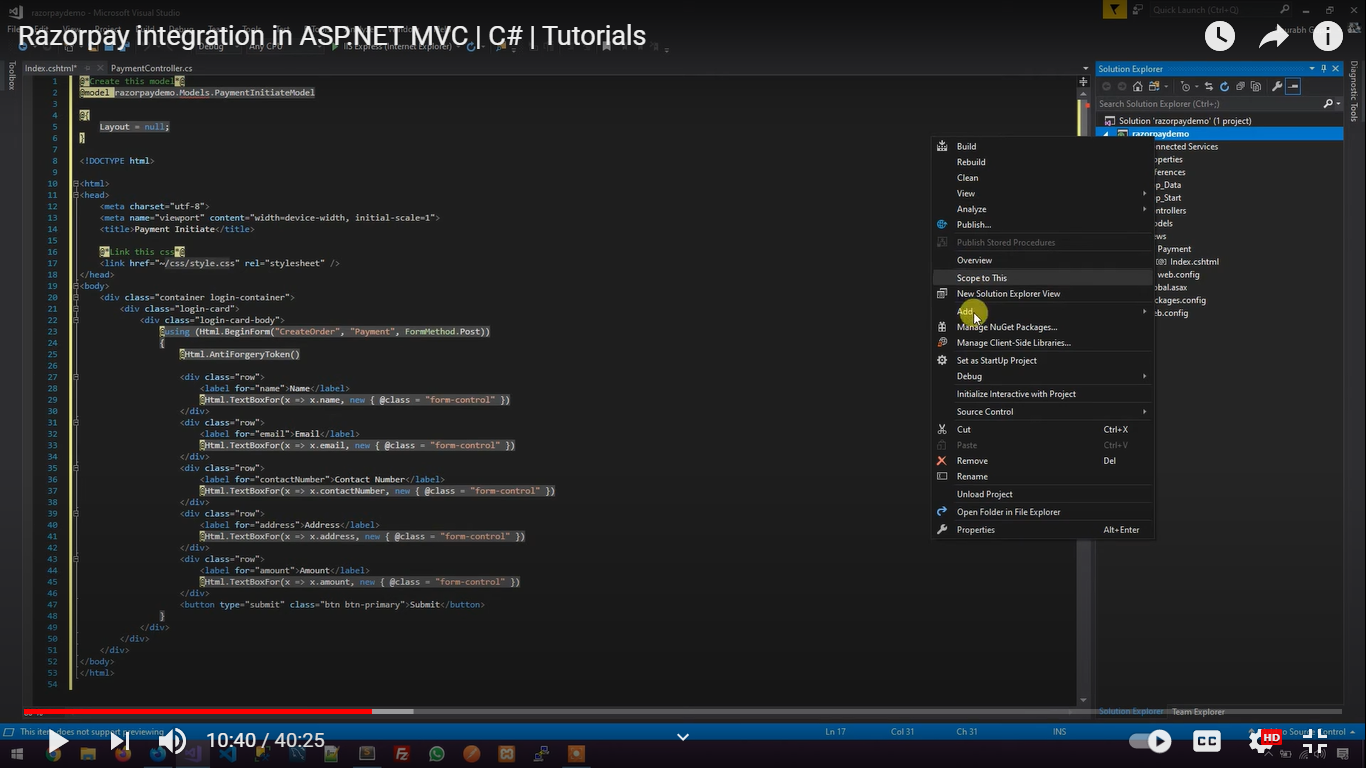 razorpaydemo - Microsoft Visual Studio
Quick Launch (Ctrl+Q)
Razorpay integration in ASP.NET MVC | C# | Tutorials
Toolbox
Index.cshtml*
PaymentController.cs
1 @*Create this model*@
2 @model razorpaydemo.Models.PaymentInitiateModel
3
4 @{
5 Layout = null;
6 }
7
8 <!DOCTYPE html>
9
10 <html>
11 <head>
12 <meta charset="utf-8">
13 <meta name="viewport" content="width=device-width, initial-scale=1">
14 <title>Payment Initiate</title>
15
16 @*Link this css*@
17 <link href="~/css/style.css" rel="stylesheet" />
18 </head>
19 <body>
20 <div class="container login-container">
21 <div class="login-card">
22 <div class="login-card-body">
23 @using (Html.BeginForm("CreateOrder", "Payment", FormMethod.Post))
24 {
25 @Html.AntiForgeryToken()
26
27 <div class="row">
28 <label for="name">Name</label>
29 @Html.TextBoxFor(x => x.name, new { @class = "form-control" })
30 </div>
31 <div class="row">
32 <label for="email">Email</label>
33 @Html.TextBoxFor(x => x.email, new { @class = "form-control" })
34 </div>
35 <div class="row">
36 <label for="contactNumber">Contact Number</label>
37 @Html.TextBoxFor(x => x.contactNumber, new { @class = "form-control" })
38 </div>
39 <div class="row">
40 <label for="address">Address</label>
41 @Html.TextBoxFor(x => x.address, new { @class = "form-control" })
42 </div>
43 <div class="row">
44 <label for="amount">Amount</label>
45 @Html.TextBoxFor(x => x.amount, new { @class = "form-control" })
46 </div>
47 <button type="submit" class="btn btn-primary">Submit</button>
48 }
49 </div>
50 </div>
51 </div>
52 </body>
53 </html>
54
Build
Rebuild
Clean
View
Analyze
Publish...
Publish Stored Procedures
Overview
Scope to This
New Solution Explorer View
Add
Manage NuGet Packages...
Manage Client-Side Libraries...
Set as StartUp Project
Debug
Initialize Interactive with Project
Source Control
Cut Ctrl+X
Paste Ctrl+V
Remove Del
Rename
Unload Project
Open Folder in File Explorer
Properties Alt+Enter
Solution Explorer
Search Solution Explorer (Ctrl+;)
Solution 'razorpaydemo' (1 project)
razorpaydemo
nnected Services
operties
ferences
p_Data
p_Start
ntrollers
dels
ews
Payment
Index.cshtml
web.config
obal.asax
ckages.config
eb.config
Diagnostic Tools
Solution Explorer
Team Explorer
This item does not support previewing
Ln 17
Col 31
Ch 31
INS
10:40 / 40:25
CC
HD